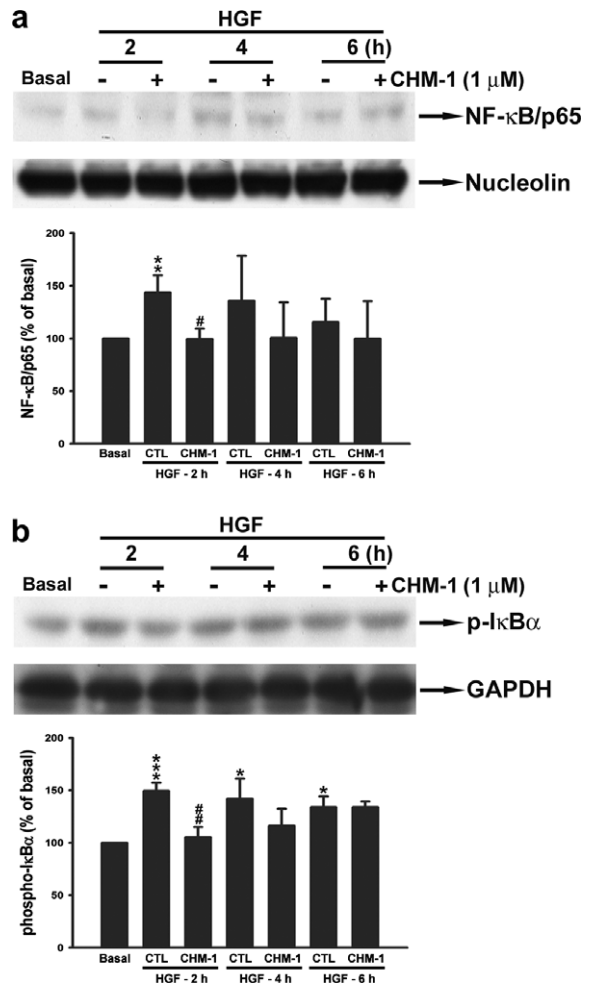 a
HGF
2 4 6 (h)
Basal - + - + - + CHM-1 (1 μM)
NF-κB/p65
Nucleolin
NF-κB/p65 (% of basal)
200
150
100
50
0
** #
Basal CTL CHM-1 CTL CHM-1 CTL CHM-1
HGF - 2 h HGF - 4 h HGF - 6 h
b
HGF
2 4 6 (h)
Basal - + - + - + CHM-1 (1 μM)
p-IκBα
GAPDH
phospho-IκBα (% of basal)
200
150
100
50
0
*** ## * *
Basal CTL CHM-1 CTL CHM-1 CTL CHM-1
HGF - 2 h HGF - 4 h HGF - 6 h